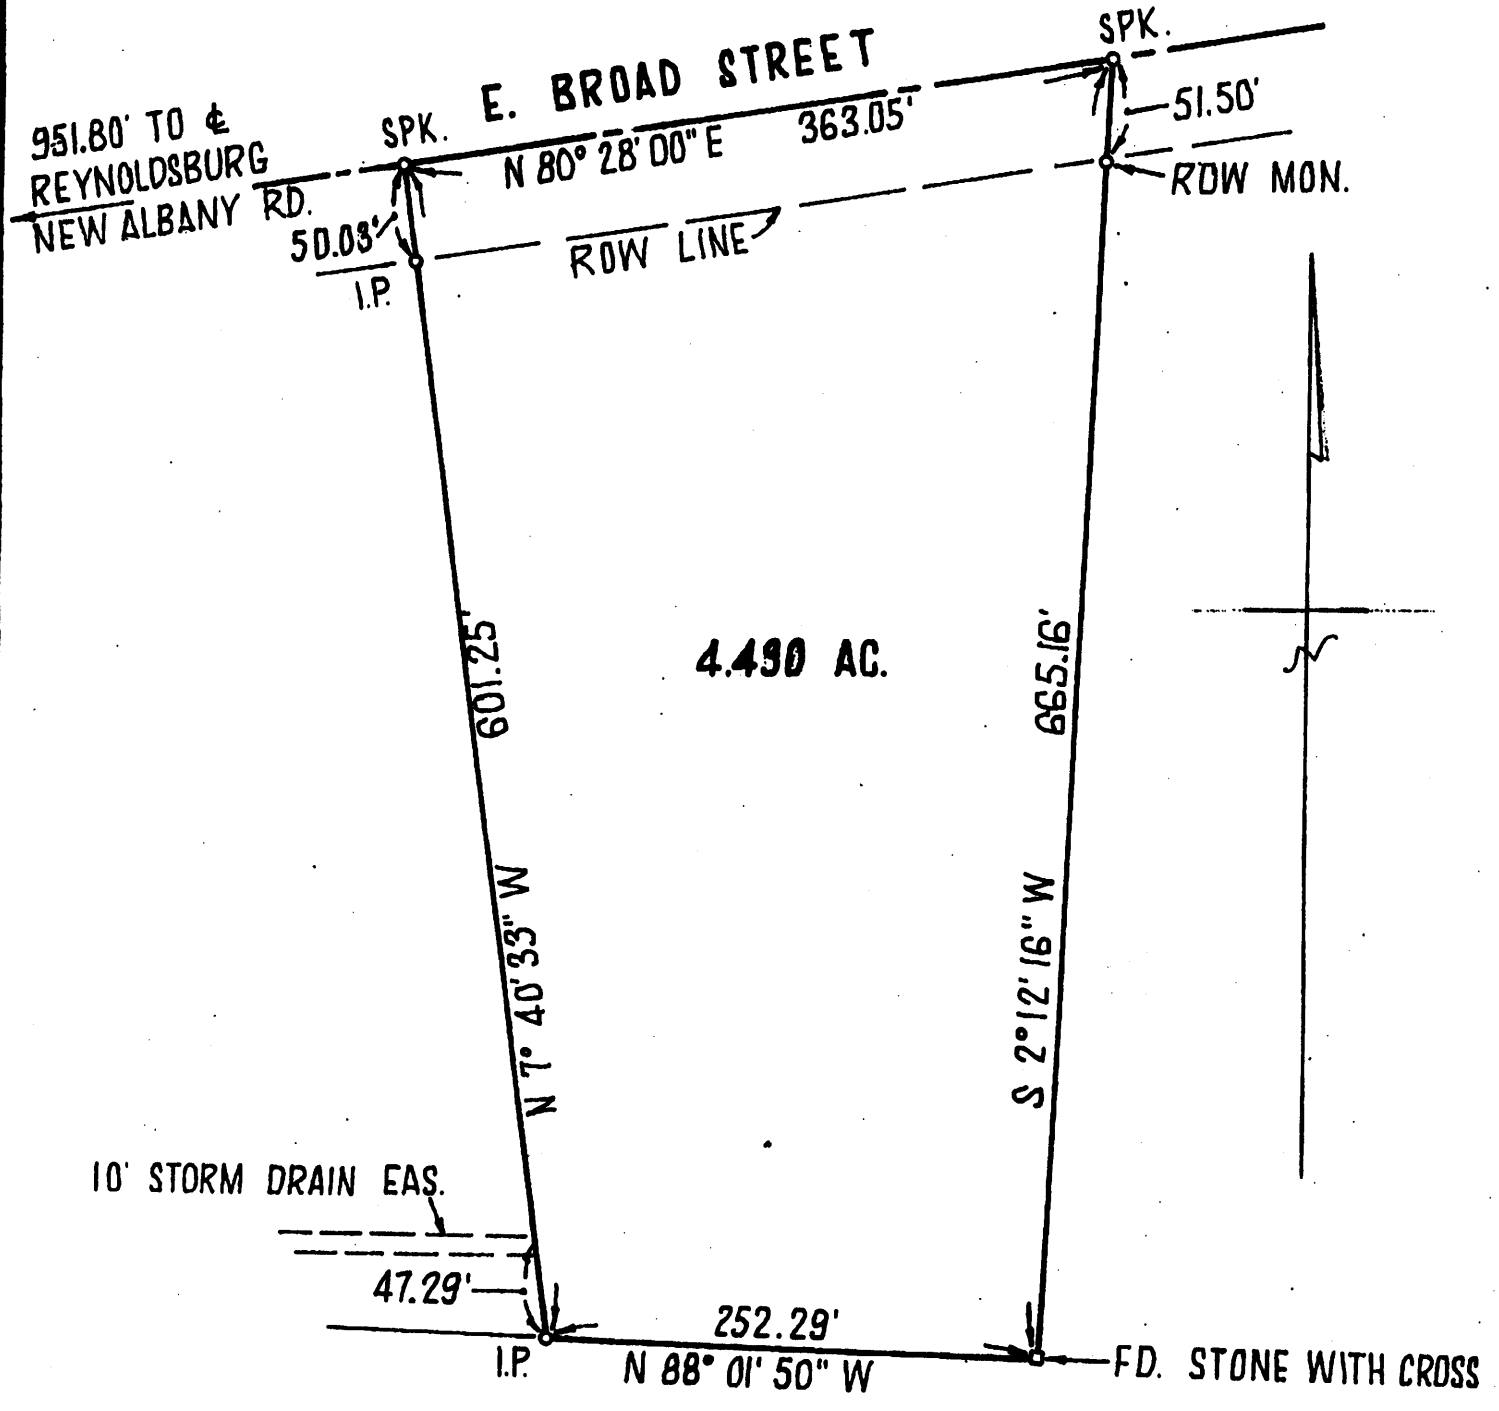 SPK.
E. BROAD STREET
951.80' TO ℄
REYNOLDSBURG
NEW ALBANY RD.
SPK.
N 80° 28' 00" E 363.05'
51.50'
ROW MON.
50.03'
I.P.
ROW LINE
601.25'
4.490 AC.
665.16'
N 7° 40' 33" W
S 2° 12' 16" W
10' STORM DRAIN EAS.
47.29'
252.29'
I.P.
N 88° 01' 50" W
FD. STONE WITH CROSS